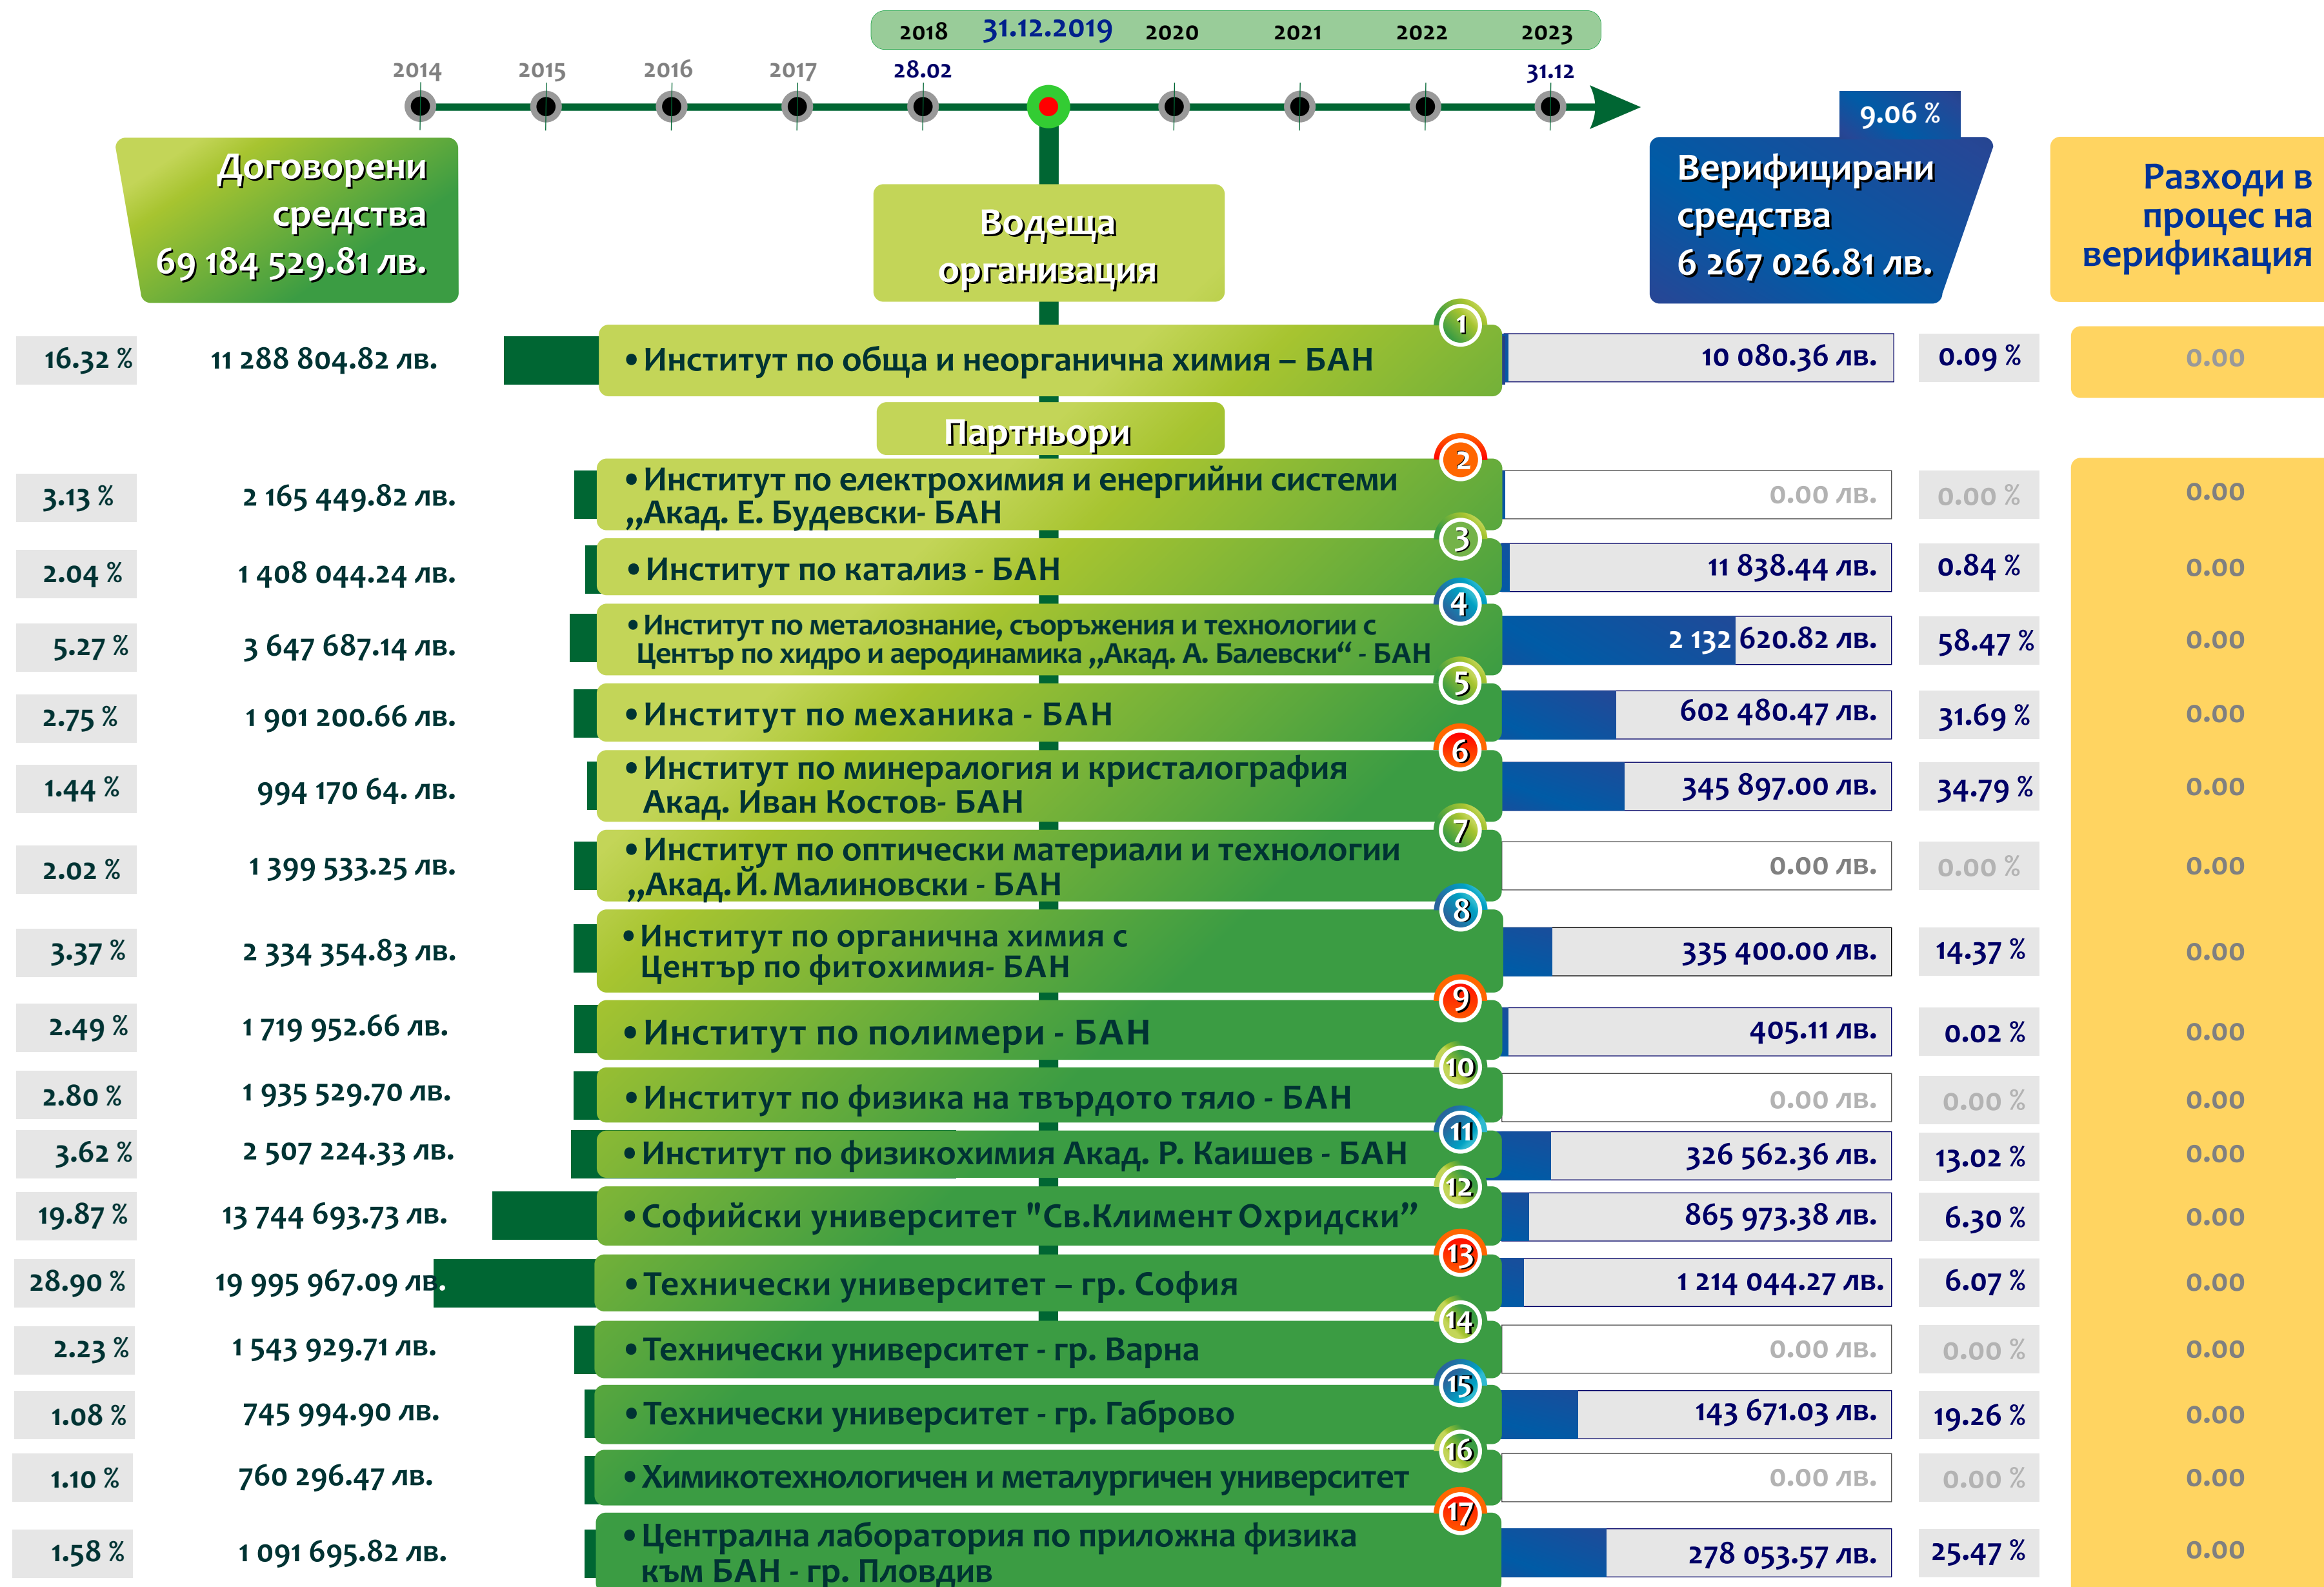 2018 31.12.2019 2020 2021 2022 2023
2014 2015 2016 2017 28.02 31.12
9.06 %
Договорени
средства
69 184 529.81 лв.
Водеща
организация
Верифицирани
средства
6 267 026.81 лв.
Разходи в
процес на
верификация
1
16.32 % 11 288 804.82 лв. • Институт по обща и неорганична химия – БАН 10 080.36 лв. 0.09 % 0.00
Партньори
2
3.13 % 2 165 449.82 лв. • Институт по електрохимия и енергийни системи 0.00 лв. 0.00 % 0.00
„Акад. Е. Будевски- БАН
3
2.04 % 1 408 044.24 лв. • Институт по катализ - БАН 11 838.44 лв. 0.84 % 0.00
4
5.27 % 3 647 687.14 лв. • Институт по металознание, съоръжения и технологии с 2 132 620.82 лв. 58.47 % 0.00
Център по хидро и аеродинамика „Акад. А. Балевски“ - БАН
5
2.75 % 1 901 200.66 лв. • Институт по механика - БАН 602 480.47 лв. 31.69 % 0.00
6
1.44 % 994 170 64. лв. • Институт по минералогия и кристалография 345 897.00 лв. 34.79 % 0.00
Акад. Иван Костов- БАН
7
2.02 % 1 399 533.25 лв. • Институт по оптически материали и технологии 0.00 лв. 0.00 % 0.00
„Акад. Й. Малиновски - БАН
8
3.37 % 2 334 354.83 лв. • Институт по органична химия с 335 400.00 лв. 14.37 % 0.00
Център по фитохимия- БАН
9
2.49 % 1 719 952.66 лв. • Институт по полимери - БАН 405.11 лв. 0.02 % 0.00
10
2.80 % 1 935 529.70 лв. • Институт по физика на твърдото тяло - БАН 0.00 лв. 0.00 % 0.00
11
3.62 % 2 507 224.33 лв. • Институт по физикохимия Акад. Р. Каишев - БАН 326 562.36 лв. 13.02 % 0.00
12
19.87 % 13 744 693.73 лв. • Софийски университет "Св.Климент Охридски” 865 973.38 лв. 6.30 % 0.00
13
28.90 % 19 995 967.09 лв. • Технически университет – гр. София 1 214 044.27 лв. 6.07 % 0.00
14
2.23 % 1 543 929.71 лв. • Технически университет - гр. Варна 0.00 лв. 0.00 % 0.00
15
1.08 % 745 994.90 лв. • Технически университет - гр. Габрово 143 671.03 лв. 19.26 % 0.00
16
1.10 % 760 296.47 лв. • Химикотехнологичен и металургичен университет 0.00 лв. 0.00 % 0.00
17
1.58 % 1 091 695.82 лв. • Централна лаборатория по приложна физика 278 053.57 лв. 25.47 % 0.00
към БАН - гр. Пловдив